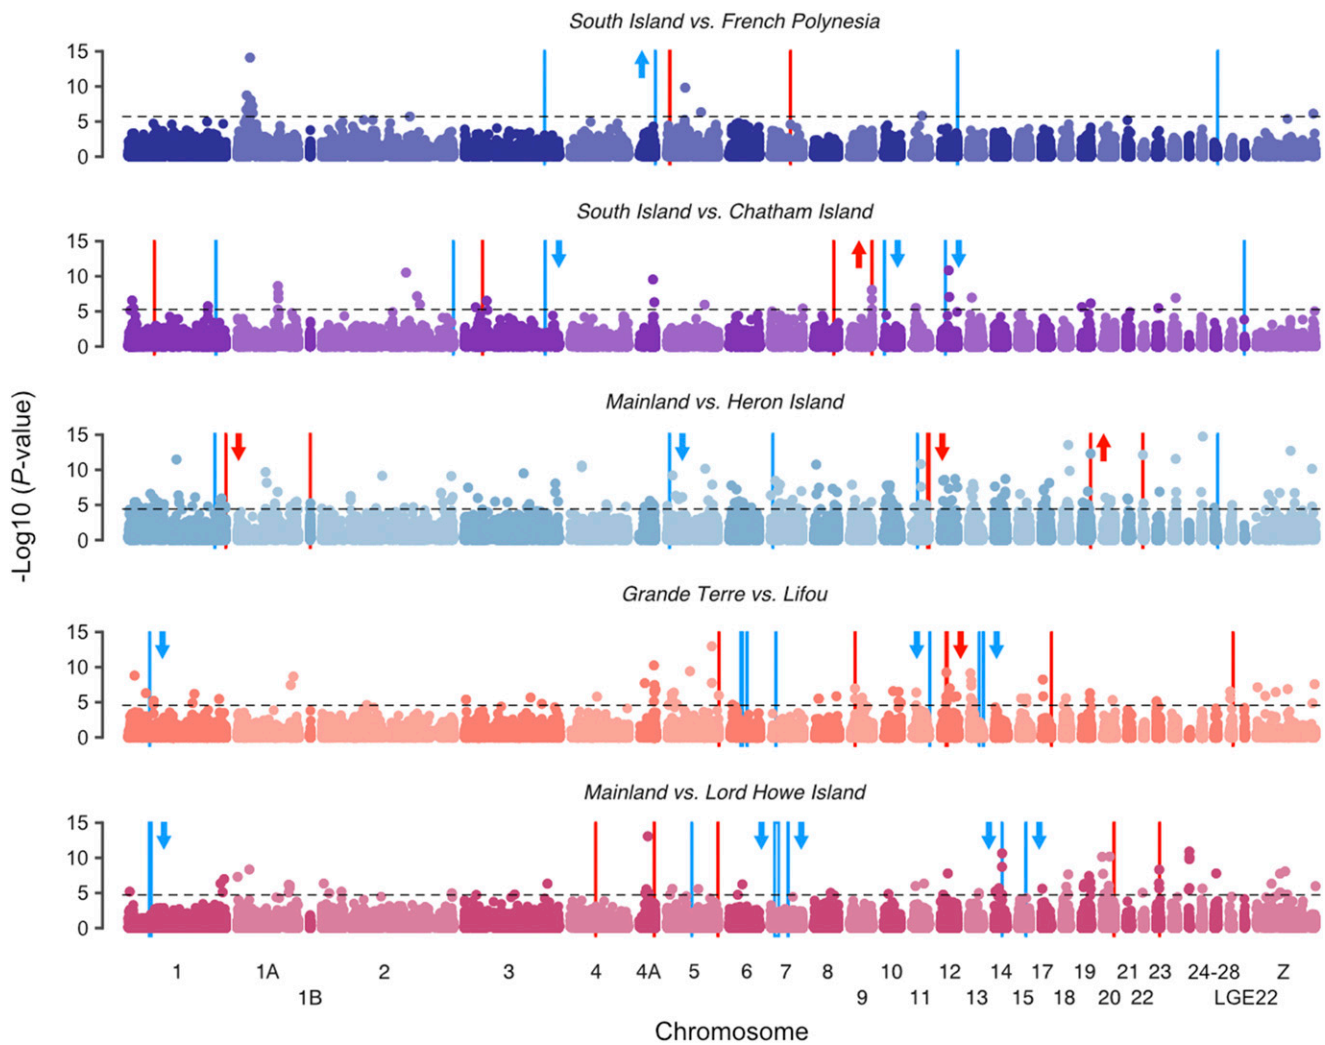 South Island vs. French Polynesia
15
10
5
0
South Island vs. Chatham Island
15
10
5
0
Mainland vs. Heron Island
15
10
5
0
-Log10 (P-value)
Grande Terre vs. Lifou
15
10
5
0
Mainland vs. Lord Howe Island
15
10
5
0
1 1A 2 3 4 4A 5 6 7 8 10 12 14 17 19 21 23 24-28 Z
1B 9 11 13 15 18 20 22 LGE22
Chromosome